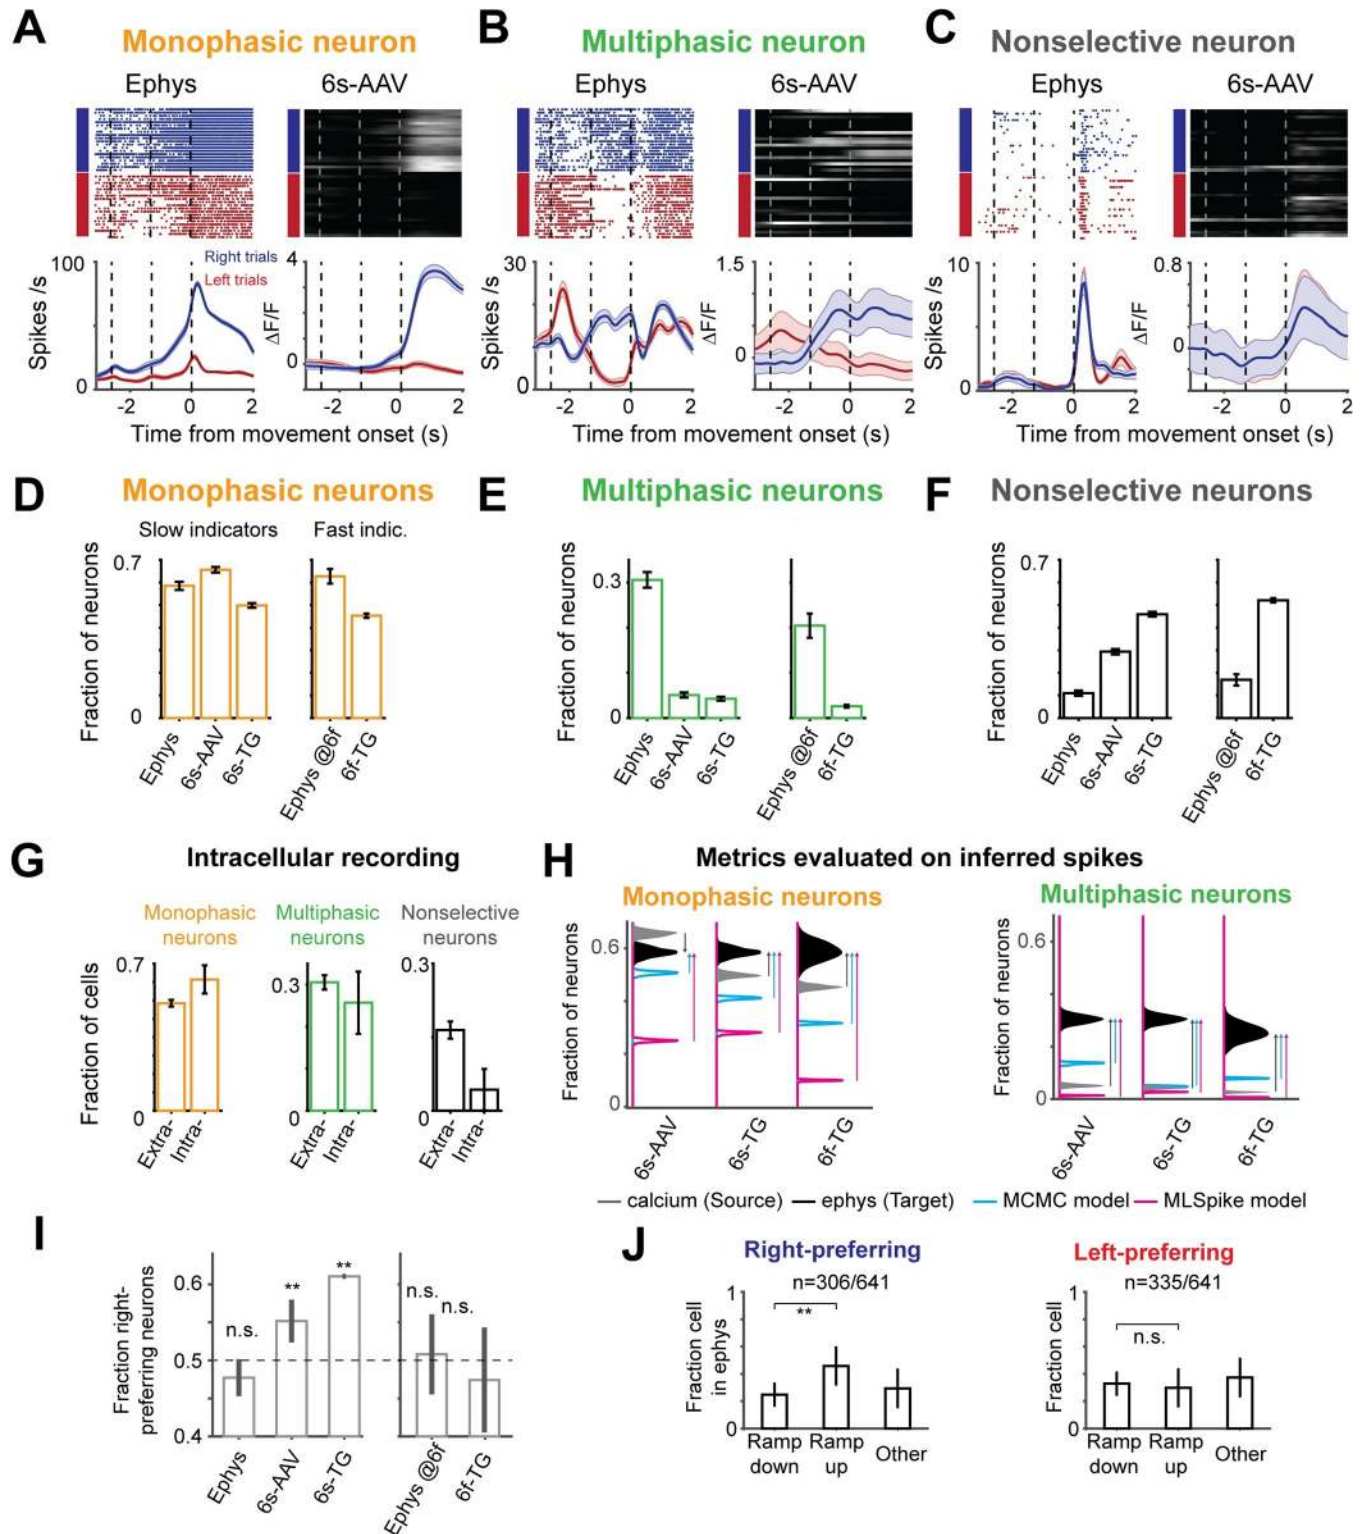 A
Monophasic neuron
Ephys
6s-AAV
Right trials
Left trials
100
Spikes /s
0
4
ΔF/F
0
-2
0
2
-2
0
2
Time from movement onset (s)
B
Multiphasic neuron
Ephys
6s-AAV
30
Spikes /s
0
1.5
ΔF/F
0
-2
0
2
-2
0
2
Time from movement onset (s)
C
Nonselective neuron
Ephys
6s-AAV
10
Spikes /s
0
0.8
ΔF/F
0
-2
0
2
-2
0
2
Time from movement onset (s)
D
Monophasic neurons
Slow indicators
Fast indic.
0.7
Fraction of neurons
0
Ephys
6s-AAV
6s-TG
Ephys @6f
6f-TG
E
Multiphasic neurons
0.3
Fraction of neurons
0
Ephys
6s-AAV
6s-TG
Ephys @6f
6f-TG
F
Nonselective neurons
0.7
Fraction of neurons
0
Ephys
6s-AAV
6s-TG
Ephys @6f
6f-TG
G
Intracellular recording
Monophasic
neurons
Multiphasic
neurons
Nonselective
neurons
0.7
Fraction of cells
0
Extra-
Intra-
0.3
0
Extra-
Intra-
0.3
0
Extra-
Intra-
H
Metrics evaluated on inferred spikes
Monophasic neurons
Multiphasic neurons
0.6
Fraction of neurons
0
6s-AAV
6s-TG
6f-TG
0.3
Fraction of neurons
0
6s-AAV
6s-TG
6f-TG
calcium (Source)
ephys (Target)
MCMC model
MLSpike model
I
Fraction right-
preferring neurons
0.6
0.5
0.4
n.s.
**
**
n.s.
n.s.
Ephys
6s-AAV
6s-TG
Ephys @6f
6f-TG
J
Right-preferring
n=306/641
Fraction cell
in ephys
1
0
**
Ramp
down
Ramp
up
Other
Left-preferring
n=335/641
Fraction cell
1
0
n.s.
Ramp
down
Ramp
up
Other